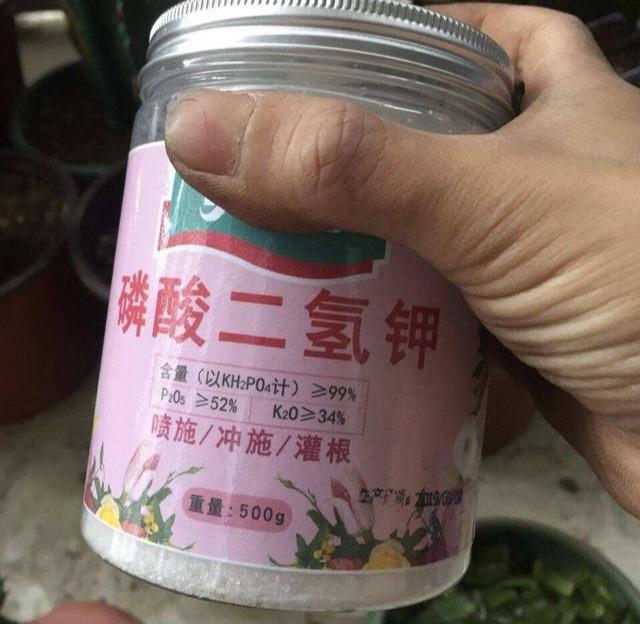 磷酸二氢钾
含量（以KH₂PO₄计）≥99%
P₂O₅ ≥52% K₂O≥34%
喷施/冲施/灌根
重量：500g